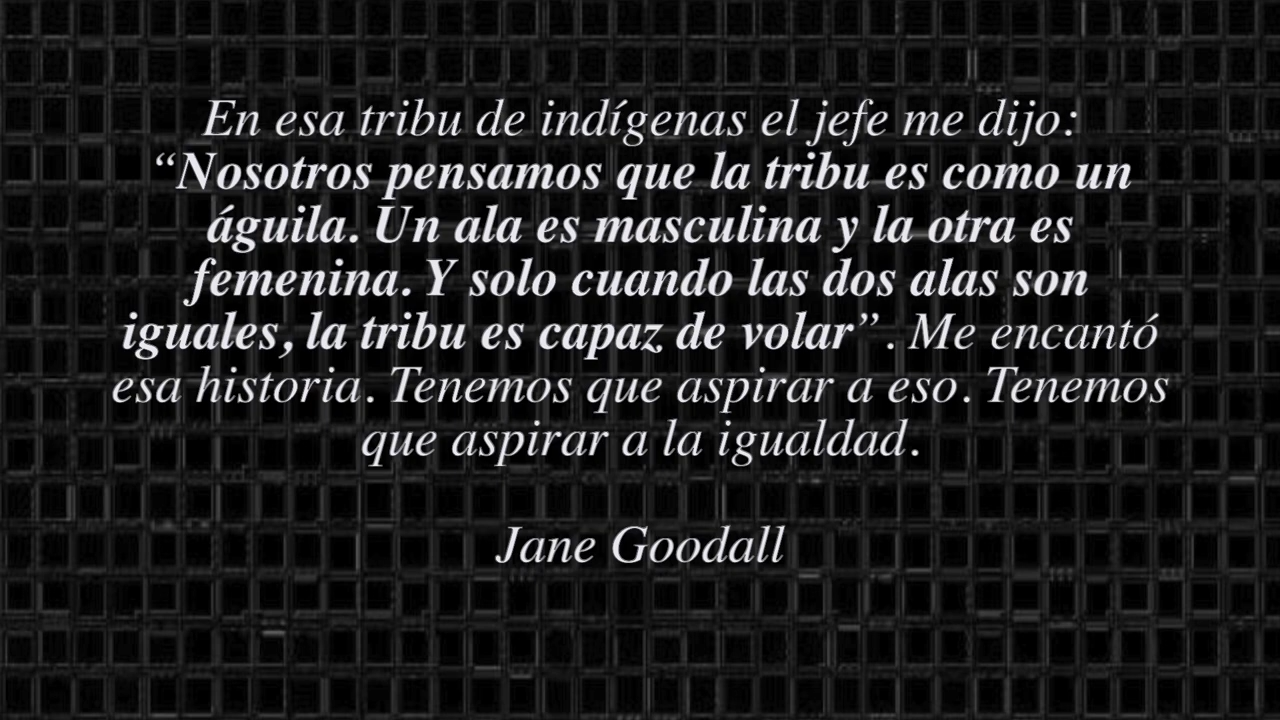 En esa tribu de indígenas el jefe me dijo:
“Nosotros pensamos que la tribu es como un
águila. Un ala es masculina y la otra es
femenina. Y solo cuando las dos alas son
iguales, la tribu es capaz de volar”. Me encantó
esa historia. Tenemos que aspirar a eso. Tenemos
que aspirar a la igualdad.
Jane Goodall